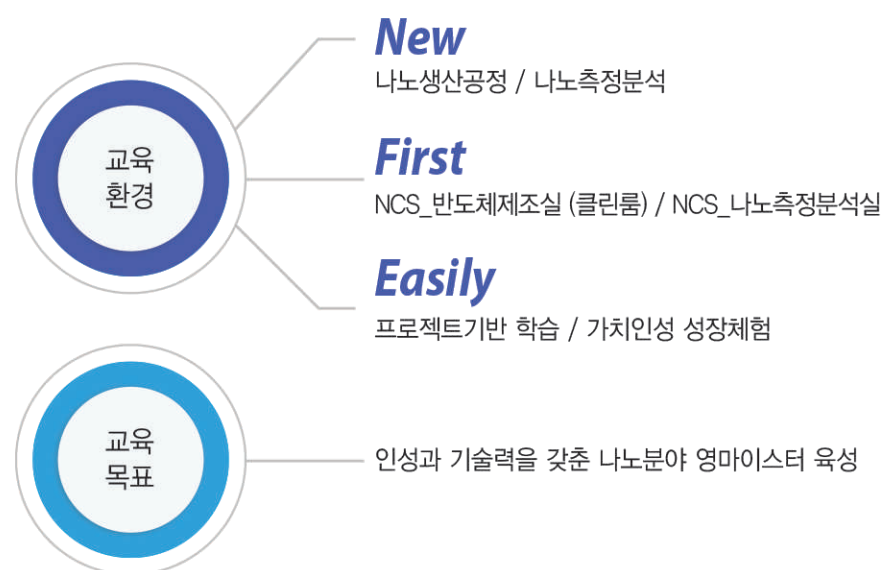 교육
환경
New
나노생산공정 / 나노측정분석
First
NCS_반도체제조실 (클린룸) / NCS_나노측정분석실
Easily
프로젝트기반 학습 / 가치인성 성장체험
교육
목표
인성과 기술력을 갖춘 나노분야 영마이스터 육성